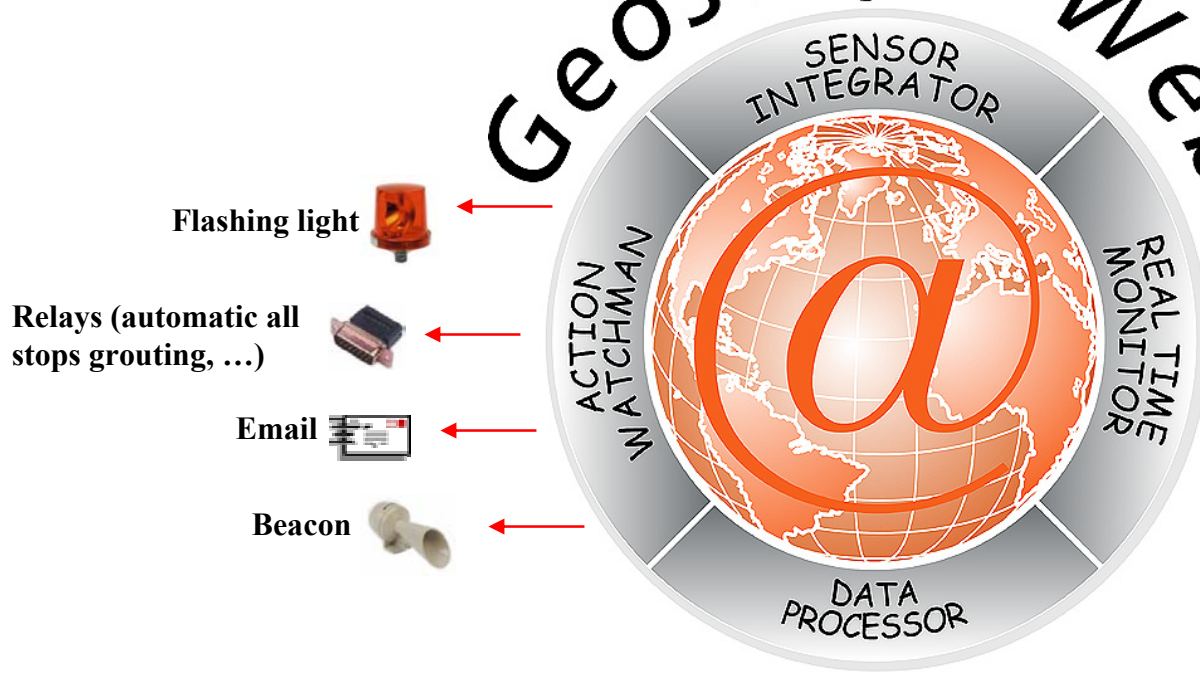 SENSOR
INTEGRATOR
Flashing light
Relays (automatic all
stops grouting, …)
Email
Beacon
ACTION
WATCHMAN
@
REAL TIME
MONITOR
DATA
PROCESSOR